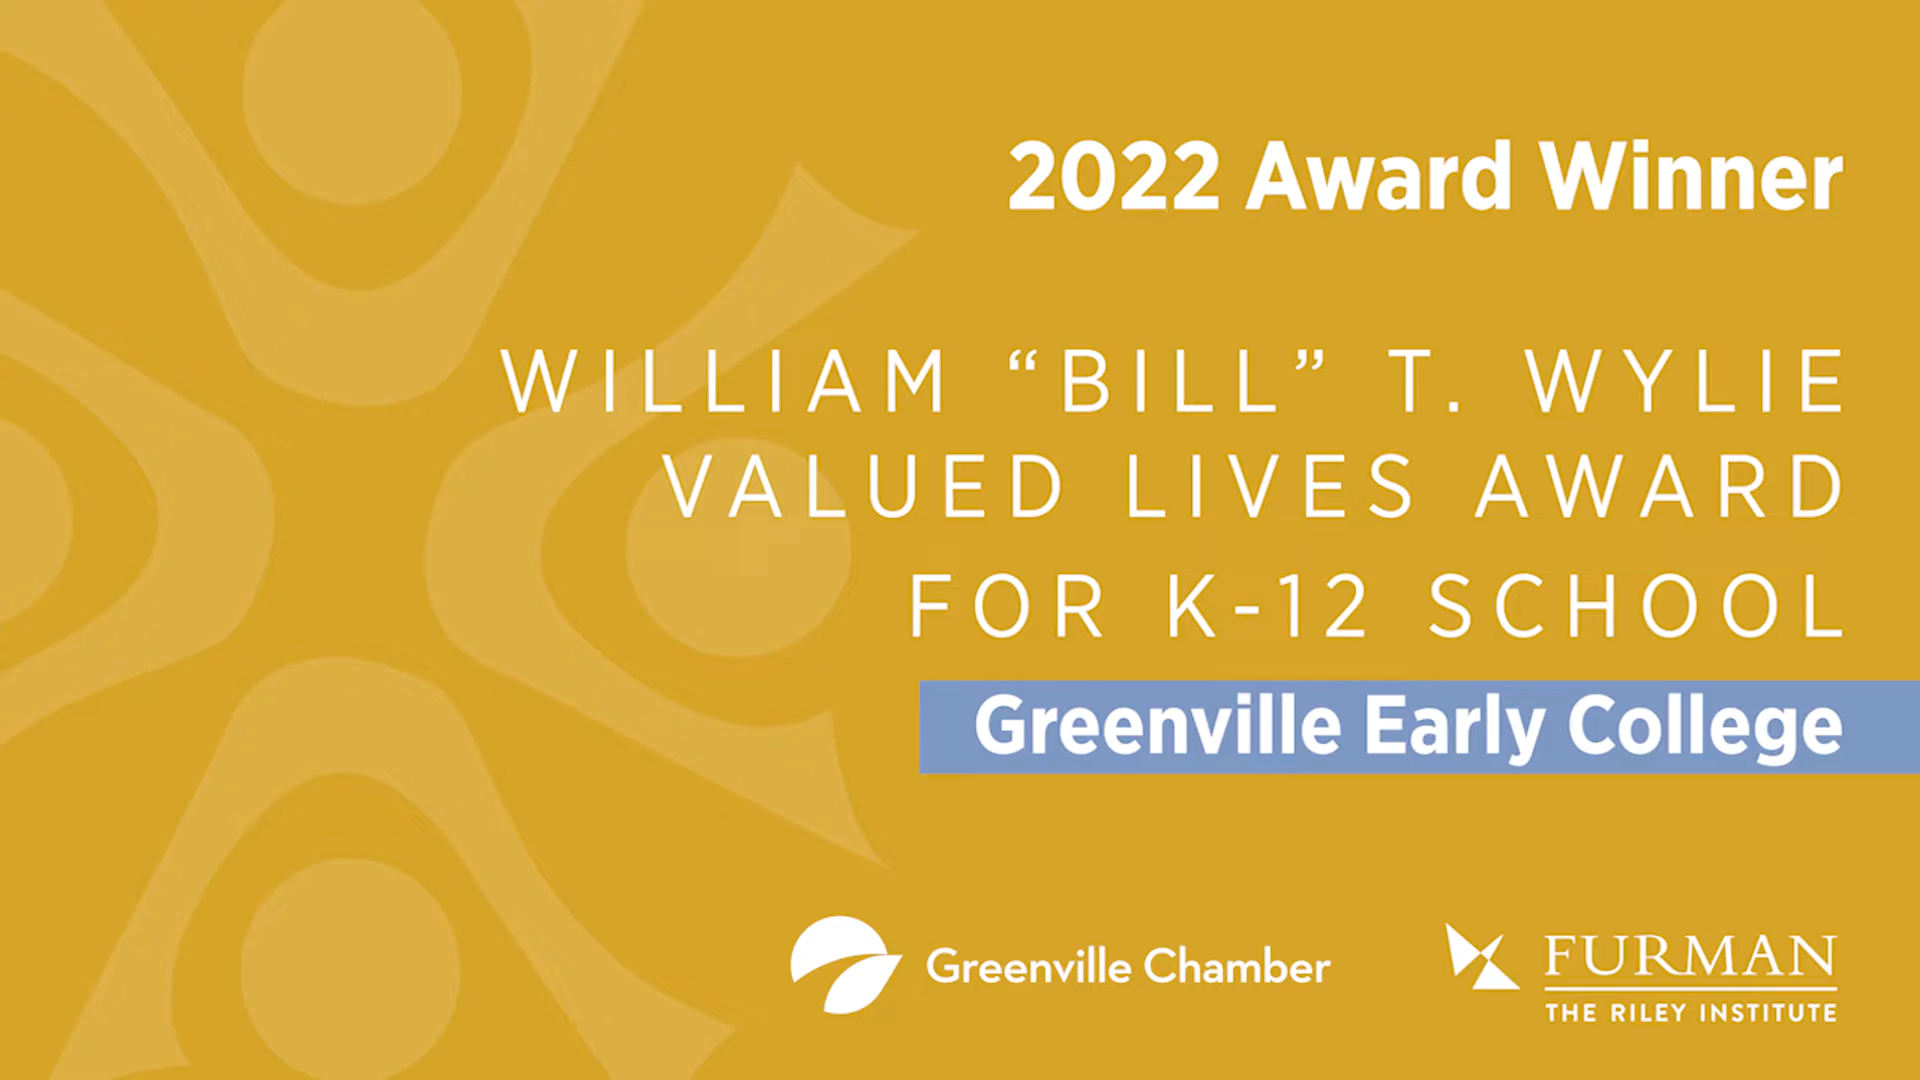 2022 Award Winner
WILLIAM “BILL” T. WYLIE
VALUED LIVES AWARD
FOR K-12 SCHOOL
Greenville Early College
Greenville Chamber
FURMAN
THE RILEY INSTITUTE